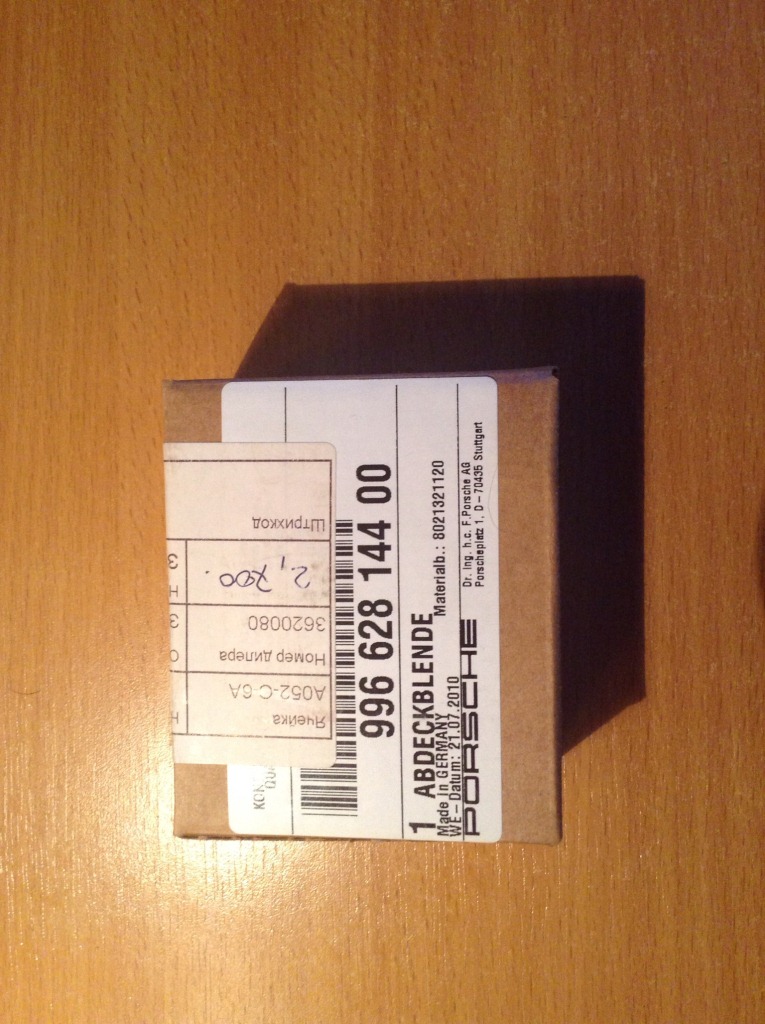 996 628 144 00
1 ABDECKBLENDE
Made in GERMANY
Materialb.: 8021321120
WE – Datum: 21.07.2010
PORSCHE
Dr. Ing. h.c. F.Porsche AG
Porscheplatz 1, D – 70435 Stuttgart
Ячейка
A052-C 6A
Номер дилера
3620080
2,700.
Штрихкод